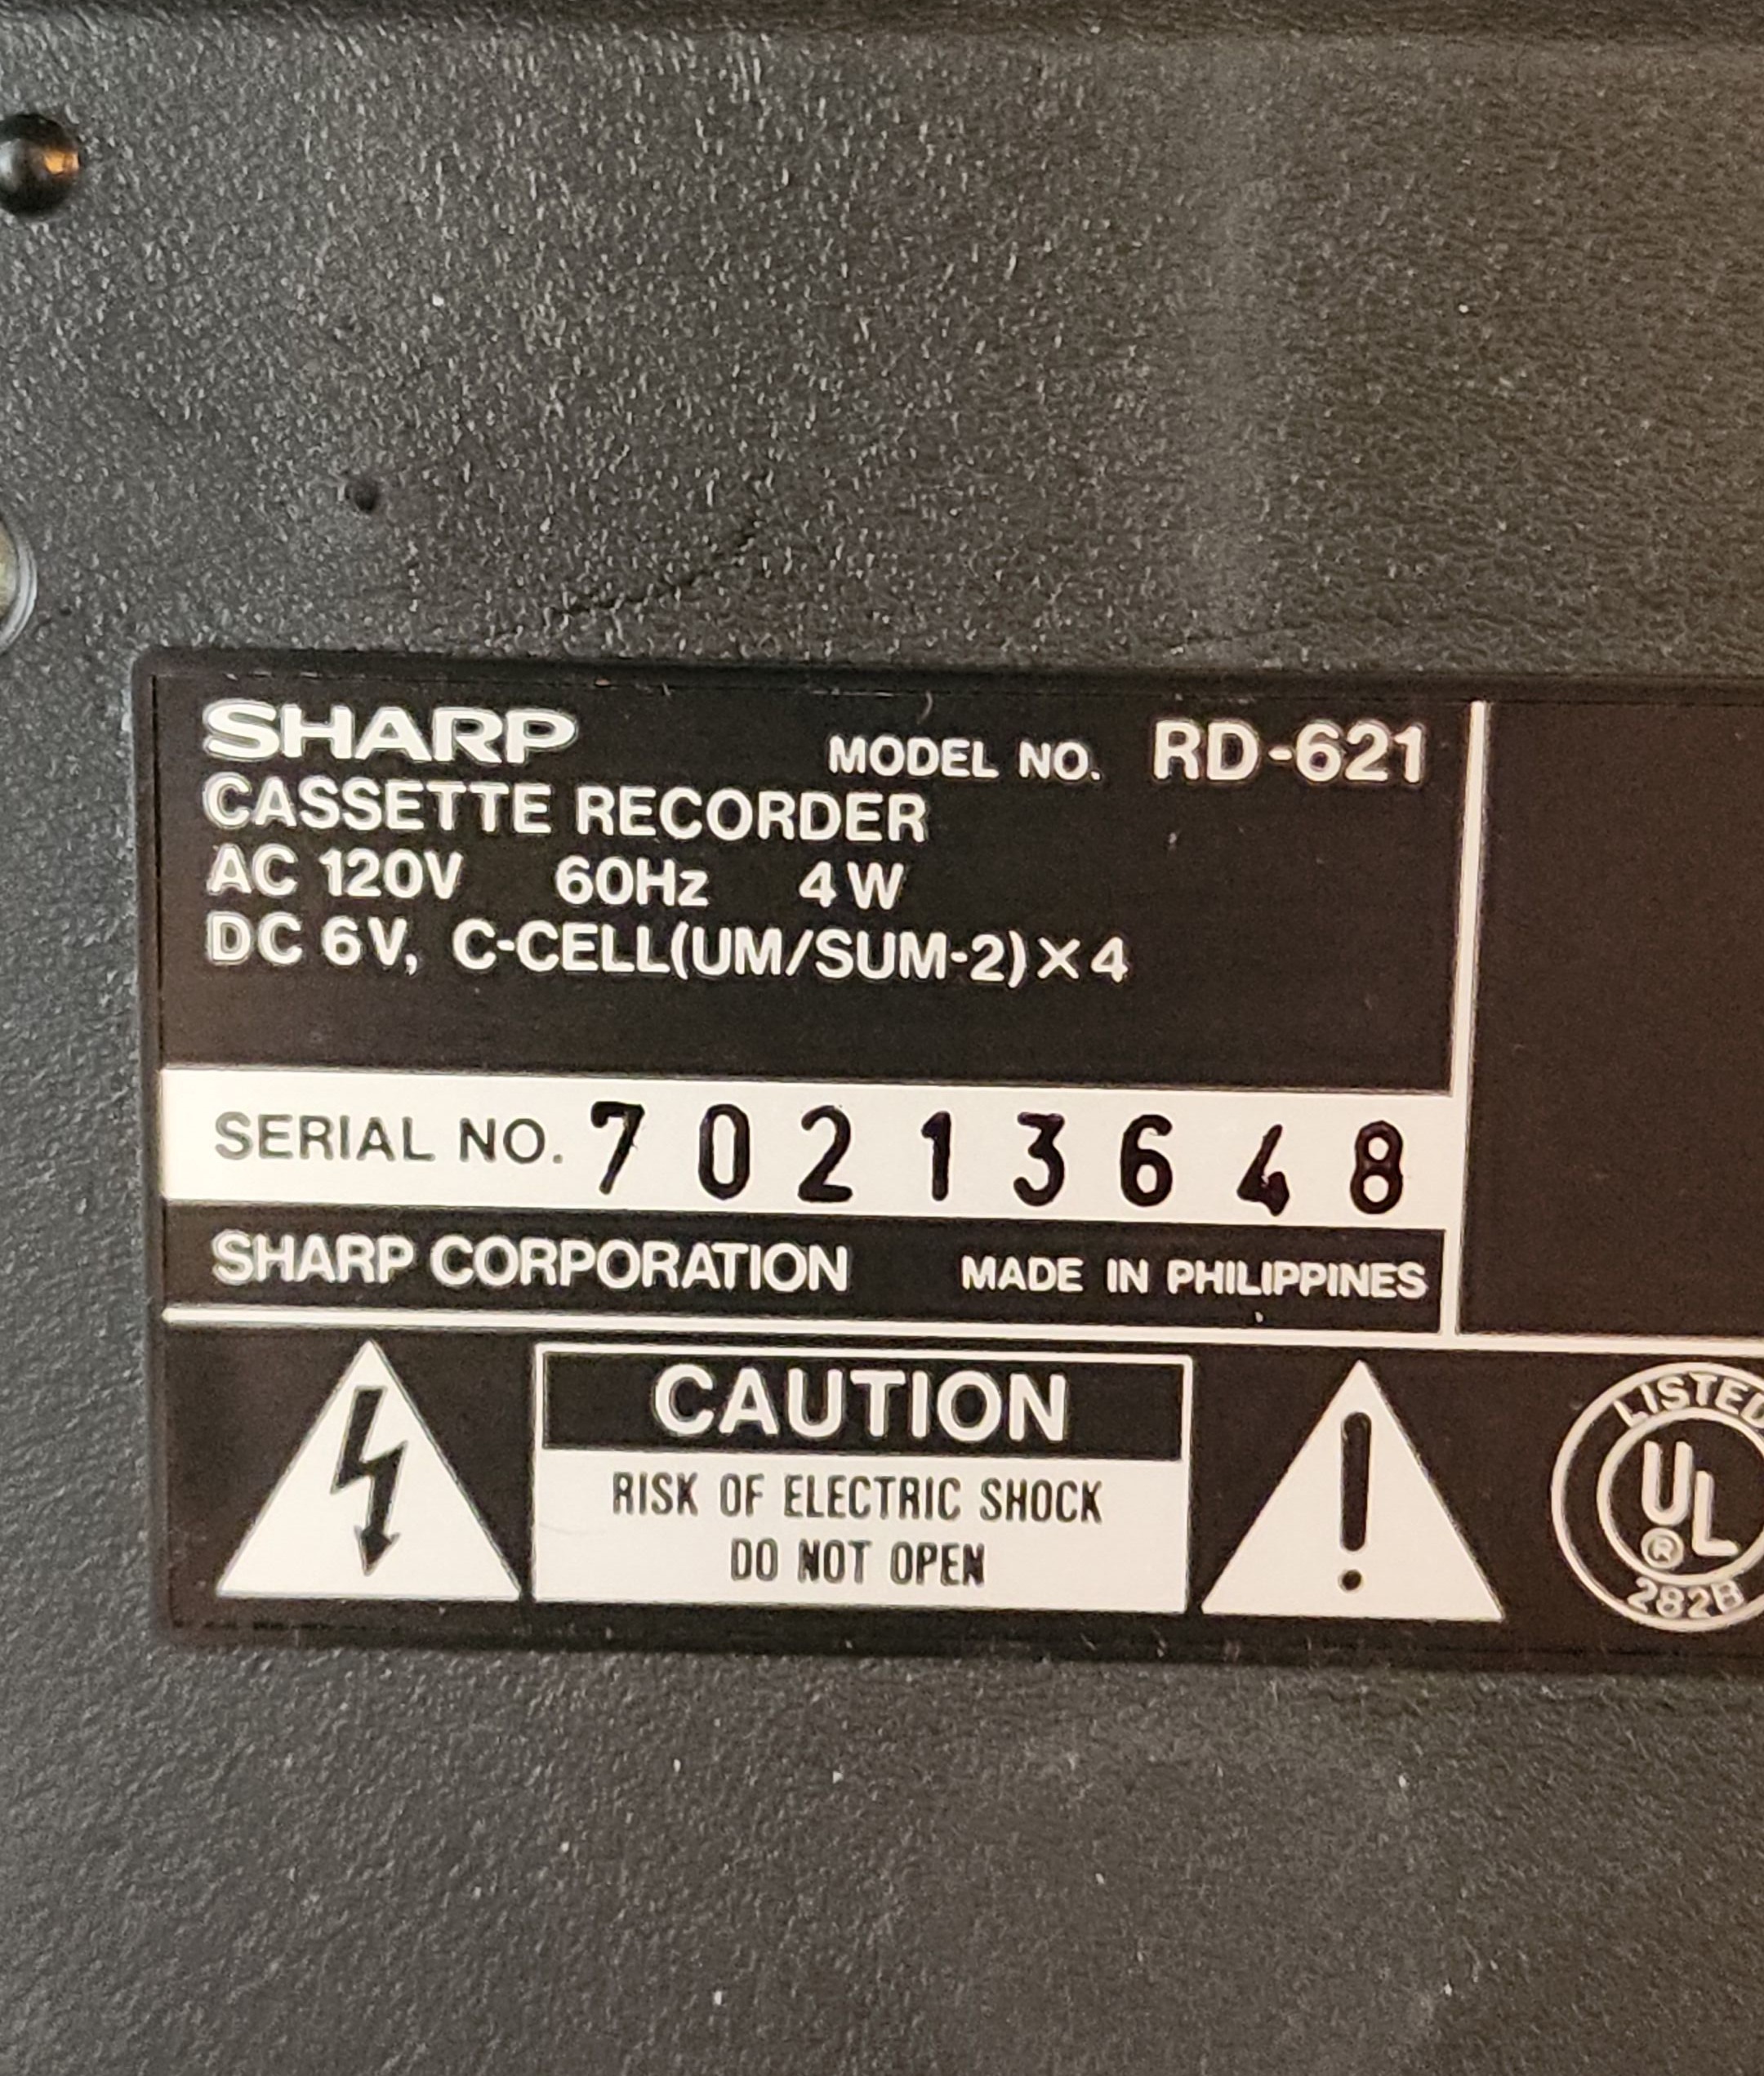 SHARP MODEL NO. RD-621
CASSETTE RECORDER
AC 120V 60Hz 4W
DC 6V, C-CELL(UM/SUM-2)×4
SERIAL NO. 70213648
SHARP CORPORATION MADE IN PHILIPPINES
CAUTION
RISK OF ELECTRIC SHOCK
DO NOT OPEN
LISTED
UL
®
282B